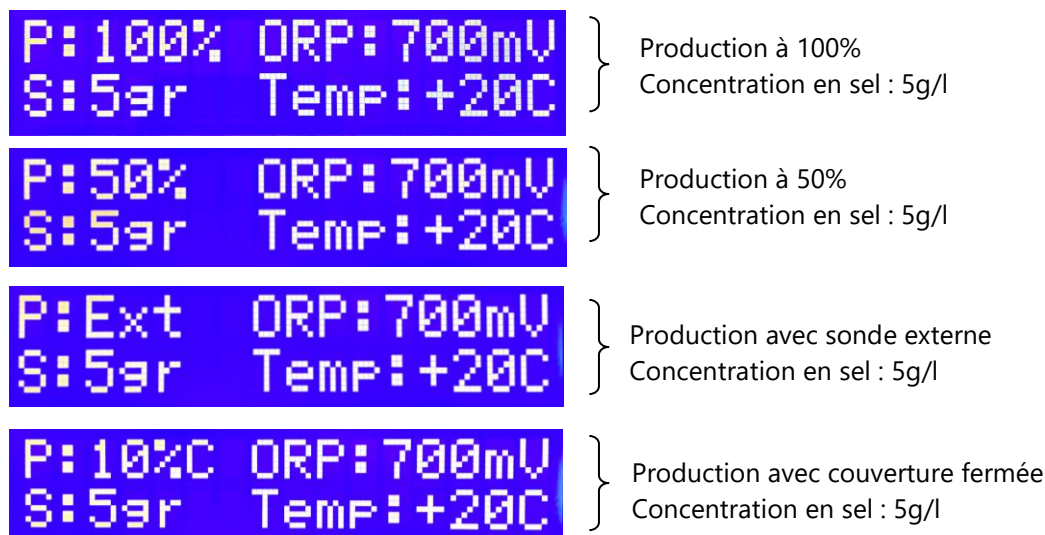 P:100% ORP:700mV
S:5gr Temp:+20C
Production à 100%
Concentration en sel : 5g/l
P:50% ORP:700mV
S:5gr Temp:+20C
Production à 50%
Concentration en sel : 5g/l
P:Ext ORP:700mV
S:5gr Temp:+20C
Production avec sonde externe
Concentration en sel : 5g/l
P:10%C ORP:700mV
S:5gr Temp:+20C
Production avec couverture fermée
Concentration en sel : 5g/l